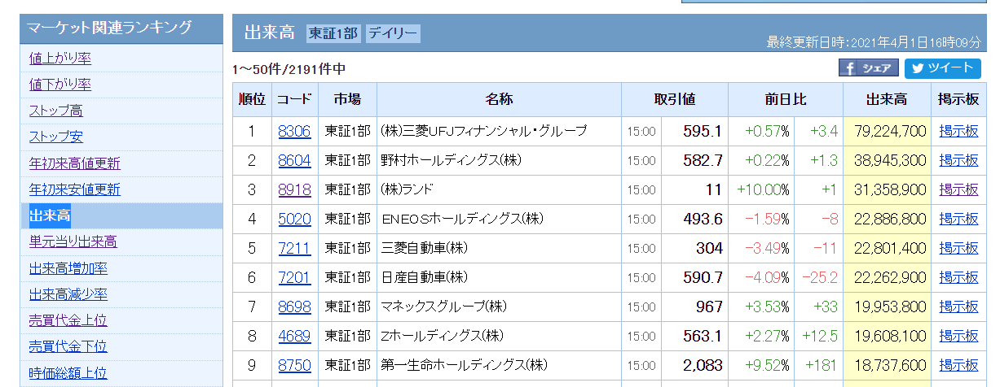 マーケット関連ランキング
値上がり率
値下がり率
ストップ高
ストップ安
年初来高値更新
年初来安値更新
出来高
単元当り出来高
出来高増加率
出来高減少率
売買代金上位
売買代金下位
時価総額上位
出来高 東証1部 デイリー
最終更新日時：2021年4月1日16時09分
1～50件/2191件中
シェア ツイート
順位 コード 市場 名称 取引値 前日比 出来高 掲示板
1 8306 東証1部 (株)三菱UFJフィナンシャル・グループ 15:00 595.1 +0.57% +3.4 79,224,700 掲示板
2 8604 東証1部 野村ホールディングス(株) 15:00 582.7 +0.22% +1.3 38,945,300 掲示板
3 8918 東証1部 (株)ランド 15:00 11 +10.00% +1 31,358,900 掲示板
4 5020 東証1部 ENEOSホールディングス(株) 15:00 493.6 -1.59% -8 22,886,800 掲示板
5 7211 東証1部 三菱自動車(株) 15:00 304 -3.49% -11 22,801,400 掲示板
6 7201 東証1部 日産自動車(株) 15:00 590.7 -4.09% -25.2 22,262,900 掲示板
7 8698 東証1部 マネックスグループ(株) 15:00 967 +3.53% +33 19,953,800 掲示板
8 4689 東証1部 Zホールディングス(株) 15:00 563.1 +2.27% +12.5 19,608,100 掲示板
9 8750 東証1部 第一生命ホールディングス(株) 15:00 2,083 +9.52% +181 18,737,600 掲示板